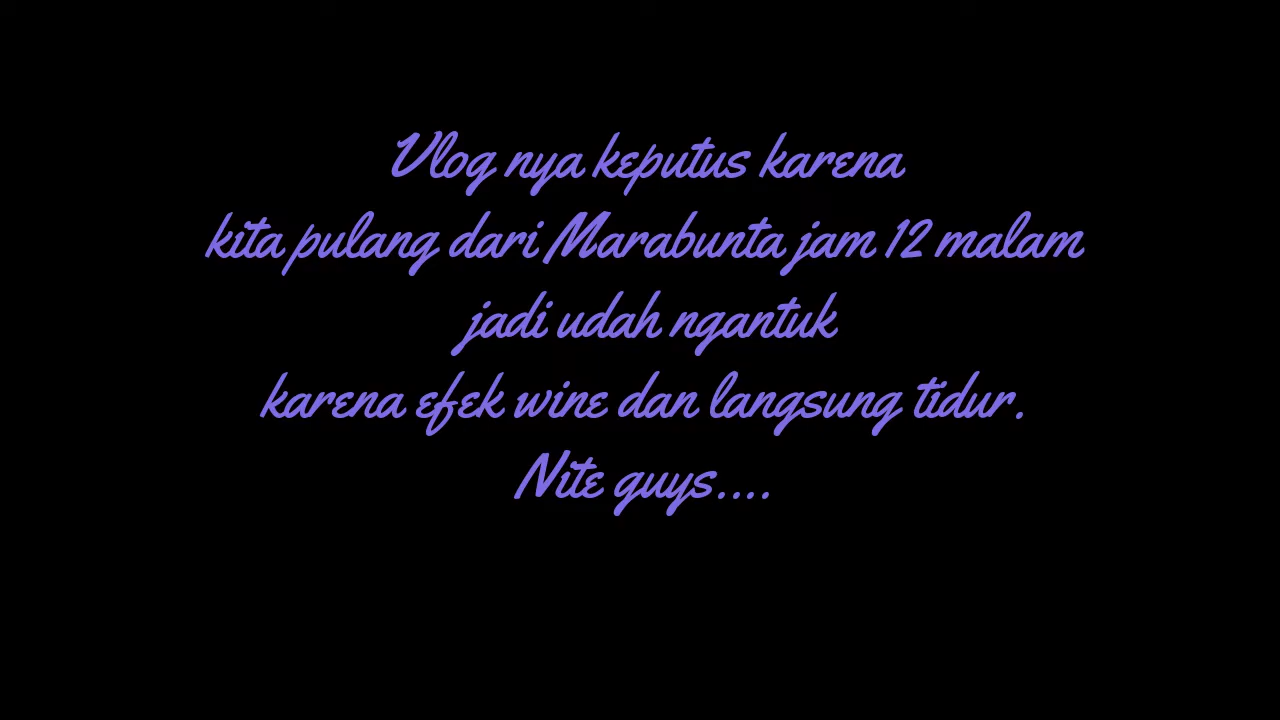 Vlog nya keputus karena
kita pulang dari Marabunta jam 12 malam
jadi udah ngantuk
karena efek wine dan langsung tidur.
Nite guys....